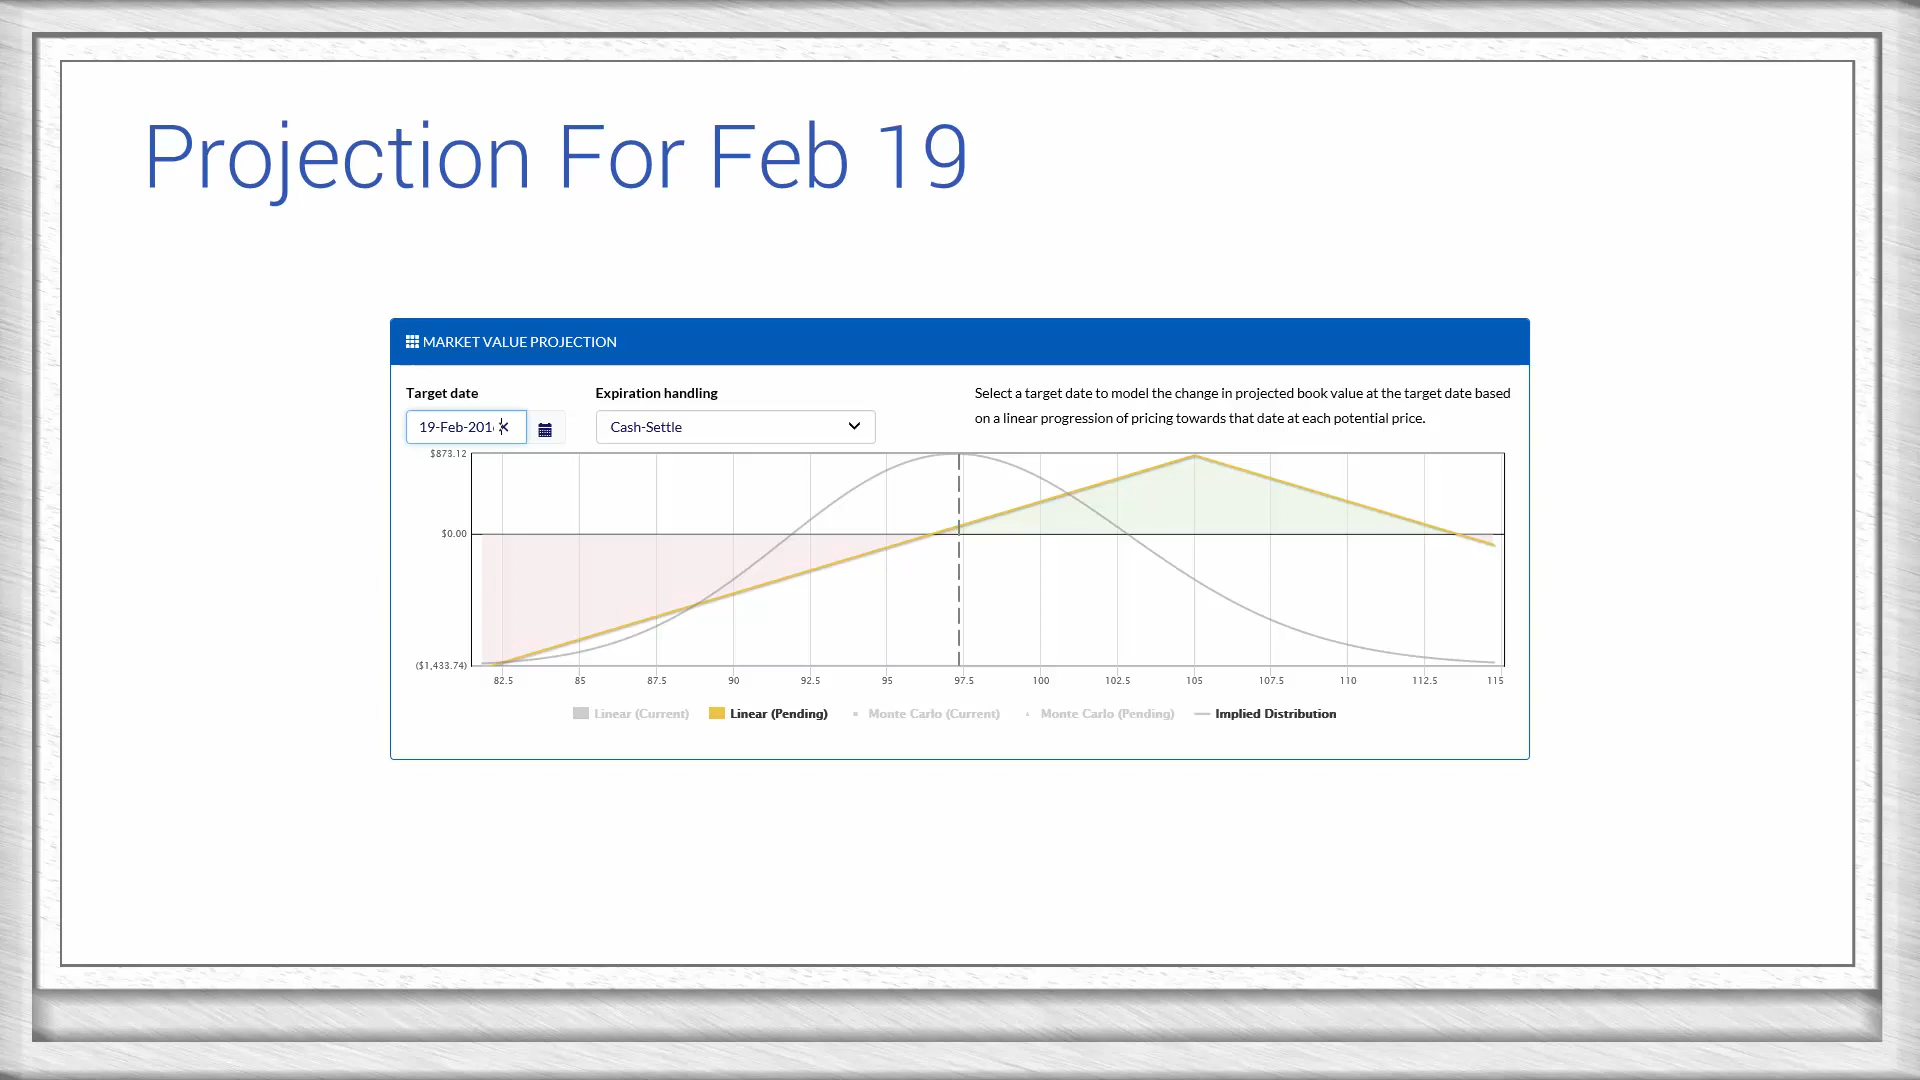 Projection For Feb 19
MARKET VALUE PROJECTION
Target date
Expiration handling
Select a target date to model the change in projected book value at the target date based
on a linear progression of pricing towards that date at each potential price.
19-Feb-201
Cash-Settle
$873.12
$0.00
($1,433.74)
82.5 85 87.5 90 92.5 95 97.5 100 102.5 105 107.5 110 112.5 115
Linear (Current) Linear (Pending) Monte Carlo (Current) Monte Carlo (Pending) Implied Distribution